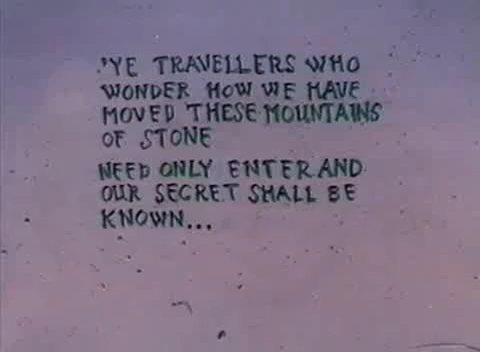 'YE TRAVELLERS WHO
WONDER HOW WE HAVE
MOVED THESE MOUNTAINS
OF STONE
NEED ONLY ENTER AND
OUR SECRET SHALL BE
KNOWN...